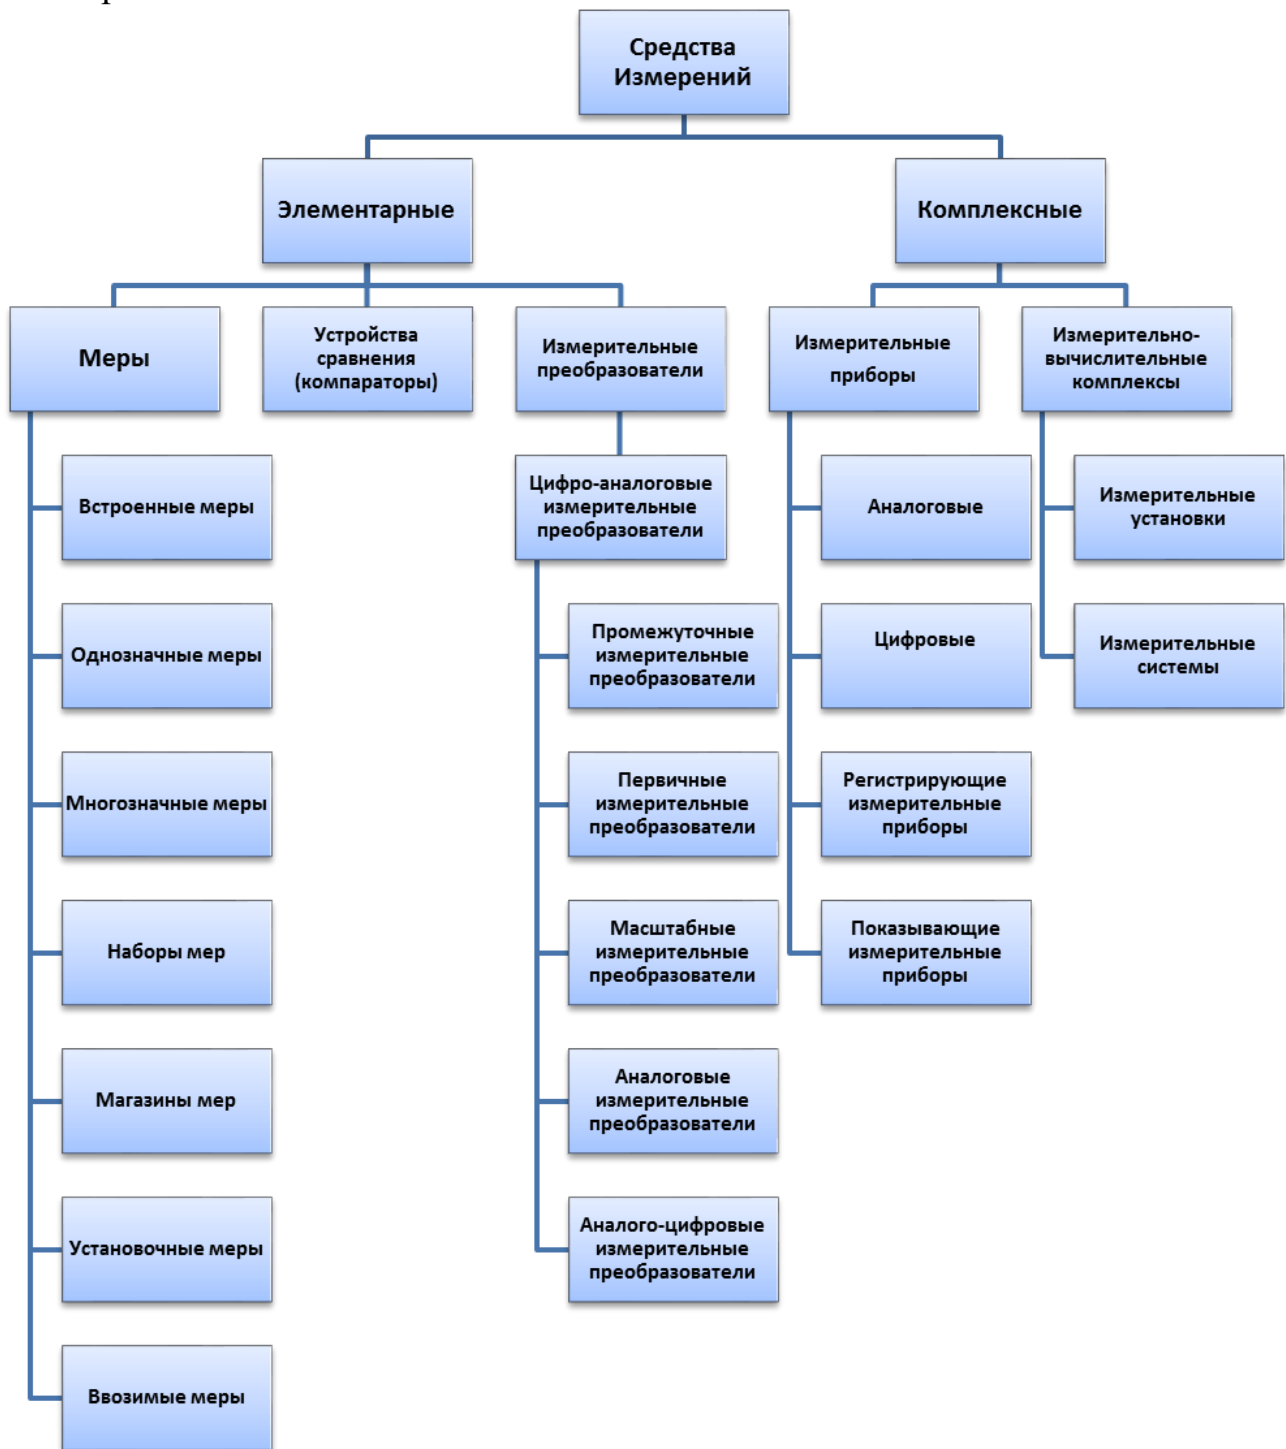 Средства
Измерений
Элементарные
Комплексные
Меры
Устройства
сравнения
(компараторы)
Измерительные
преобразователи
Измерительные
приборы
Измерительно-
вычислительные
комплексы
Встроенные меры
Однозначные меры
Многозначные меры
Наборы мер
Магазины мер
Установочные меры
Ввозимые меры
Цифро-аналоговые
измерительные
преобразователи
Промежуточные
измерительные
преобразователи
Первичные
измерительные
преобразователи
Масштабные
измерительные
преобразователи
Аналоговые
измерительные
преобразователи
Аналого-цифровые
измерительные
преобразователи
Аналоговые
Цифровые
Регистрирующие
измерительные
приборы
Показывающие
измерительные
приборы
Измерительные
установки
Измерительные
системы